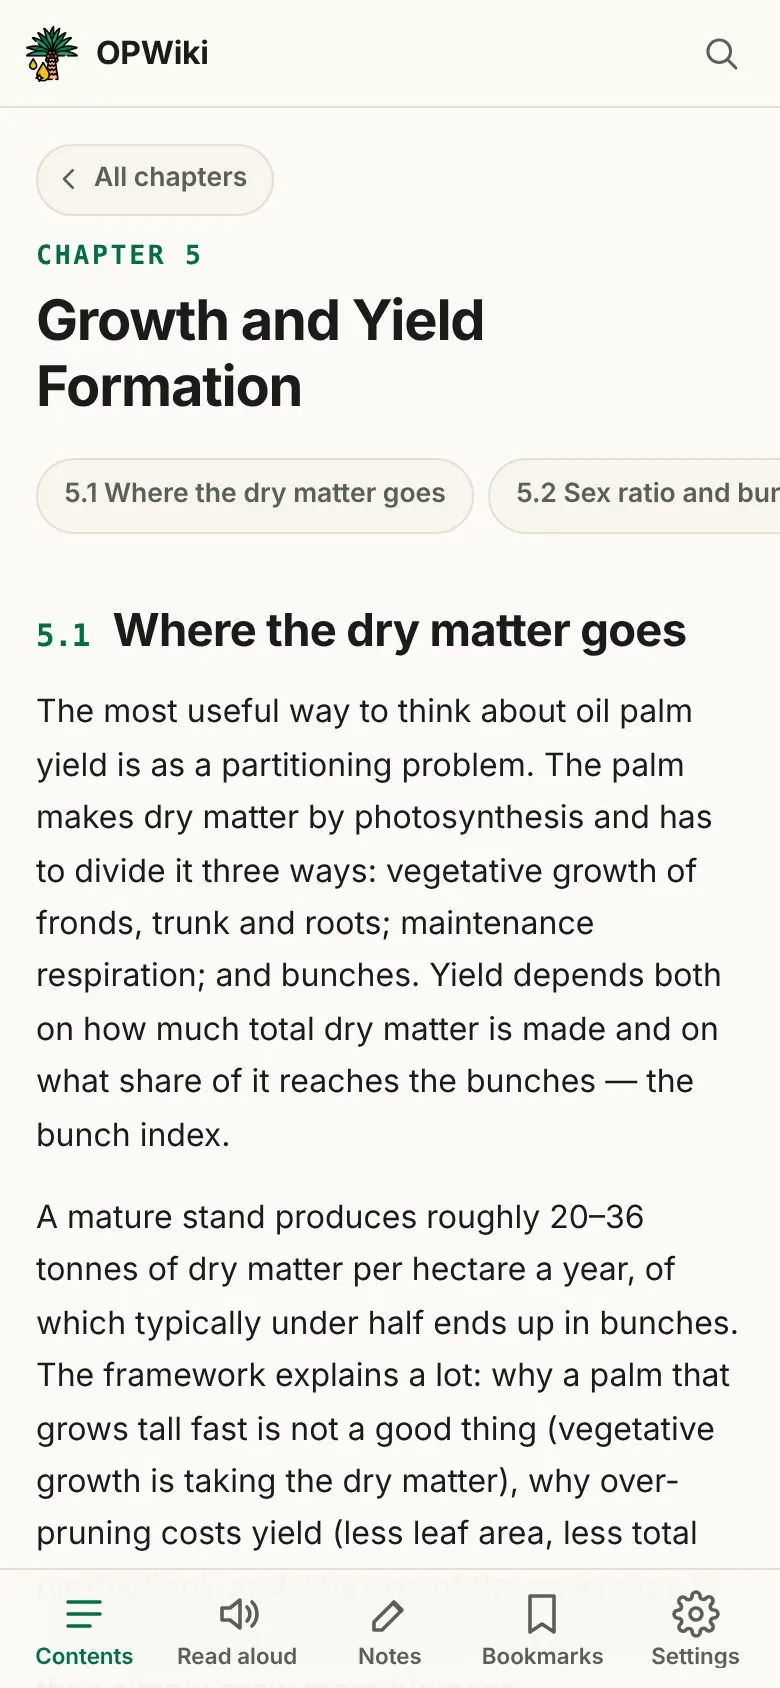 OPWiki
All chapters
CHAPTER 5
Growth and Yield
Formation
5.1 Where the dry matter goes
5.2 Sex ratio and
5.1 Where the dry matter goes
The most useful way to think about oil palm
yield is as a partitioning problem. The palm
makes dry matter by photosynthesis and has
to divide it three ways: vegetative growth of
fronds, trunk and roots; maintenance
respiration; and bunches. Yield depends both
on how much total dry matter is made and on
what share of it reaches the bunches — the
bunch index.
A mature stand produces roughly 20–36
tonnes of dry matter per hectare a year, of
which typically under half ends up in bunches.
The framework explains a lot: why a palm that
grows tall fast is not a good thing (vegetative
growth is taking the dry matter), why over-
pruning costs yield (less leaf area, less total
Contents
Read aloud
Notes
Bookmarks
Settings